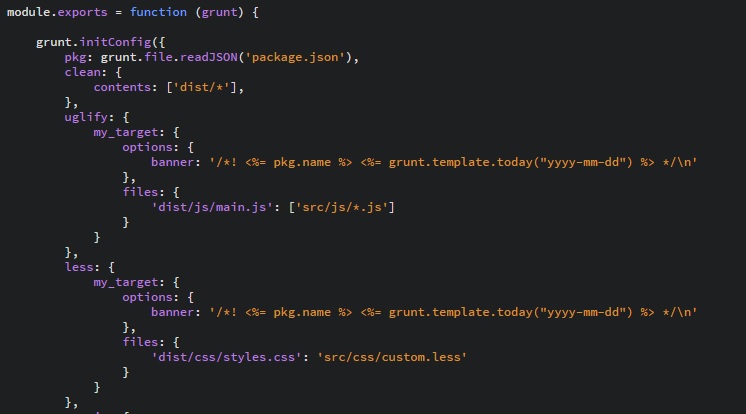 module.exports = function (grunt) {
    grunt.initConfig({
        pkg: grunt.file.readJSON('package.json'),
        clean: {
            contents: ['dist/*'],
        },
        uglify: {
            my_target: {
                options: {
                    banner: '/*! <%= pkg.name %> <%= grunt.template.today("yyyy-mm-dd") %> */\n'
                },
                files: {
                    'dist/js/main.js': ['src/js/*.js']
                }
            }
        },
        less: {
            my_target: {
                options: {
                    banner: '/*! <%= pkg.name %> <%= grunt.template.today("yyyy-mm-dd") %> */\n'
                },
                files: {
                    'dist/css/styles.css': 'src/css/custom.less'
                }
            }
        },